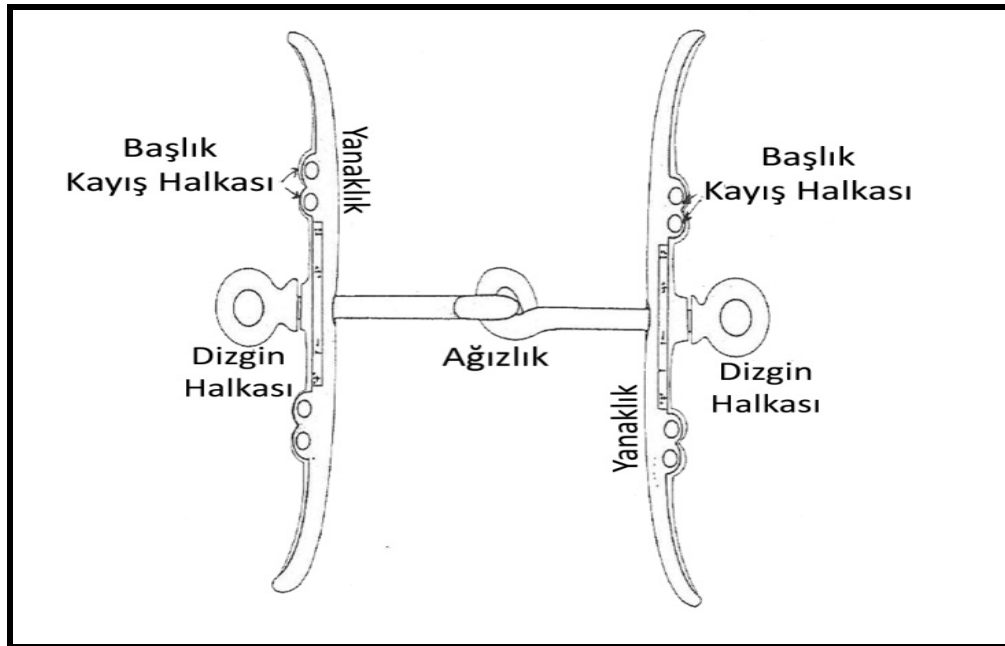 Başlık
Kayış Halkası
Yanaklık
Başlık
Kayış Halkası
Dizgin
Halkası
Ağızlık
Dizgin
Halkası
Yanaklık